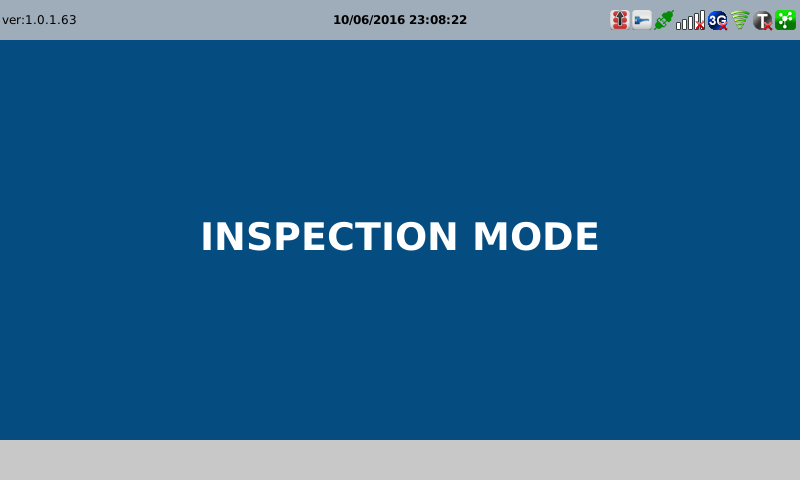 ver:1.0.1.63
10/06/2016 23:08:22
3G
T
INSPECTION MODE